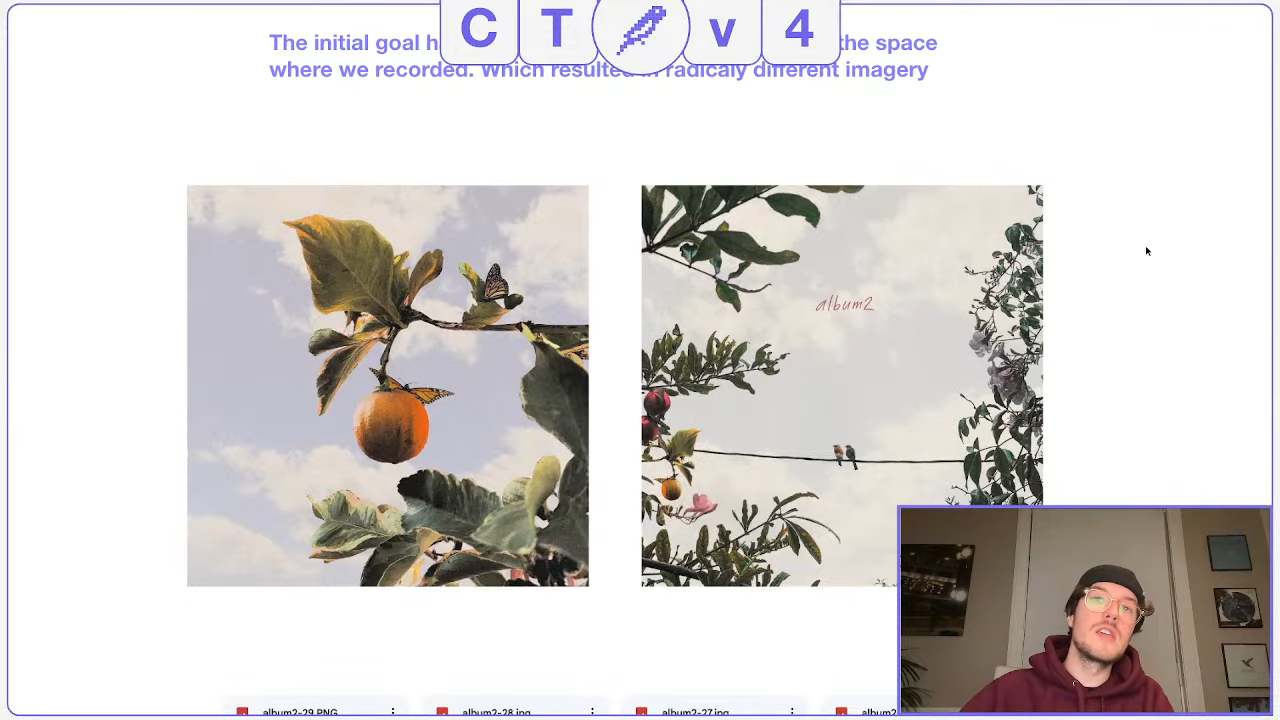 C T v 4
The initial goal h the space
where we recorded. Which resulted in radicaly different imagery
album2
album2-29.PNG album2-28.jpg album2-27.jpg album2